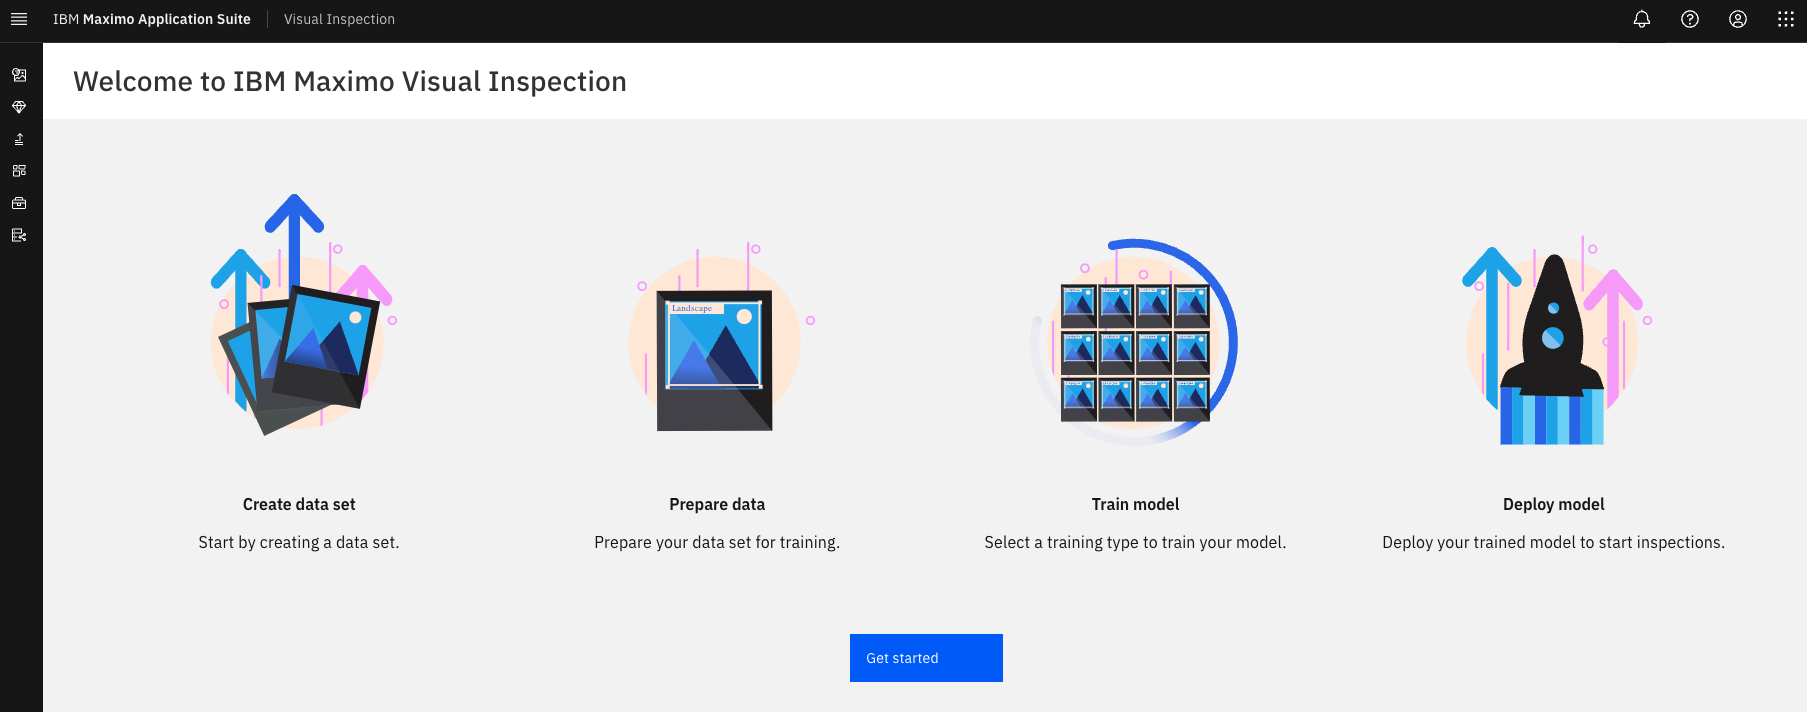 IBM Maximo Application Suite Visual Inspection
Welcome to IBM Maximo Visual Inspection
Landscape
Create data set
Start by creating a data set.
Prepare data
Prepare your data set for training.
Train model
Select a training type to train your model.
Deploy model
Deploy your trained model to start inspections.
Get started